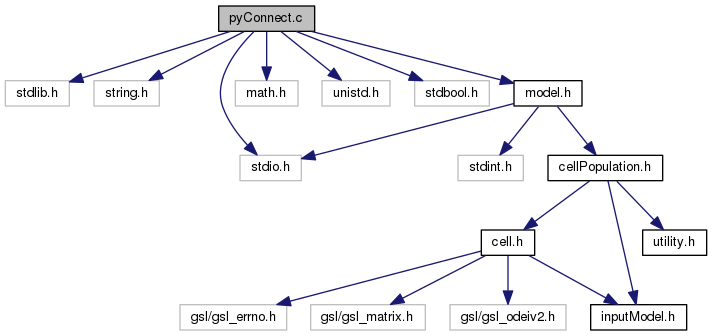 pyConnect.c
stdlib.h
string.h
math.h
unistd.h
stdbool.h
model.h
stdio.h
stdint.h
cellPopulation.h
cell.h
utility.h
gsl/gsl_errno.h
gsl/gsl_matrix.h
gsl/gsl_odeiv2.h
inputModel.h